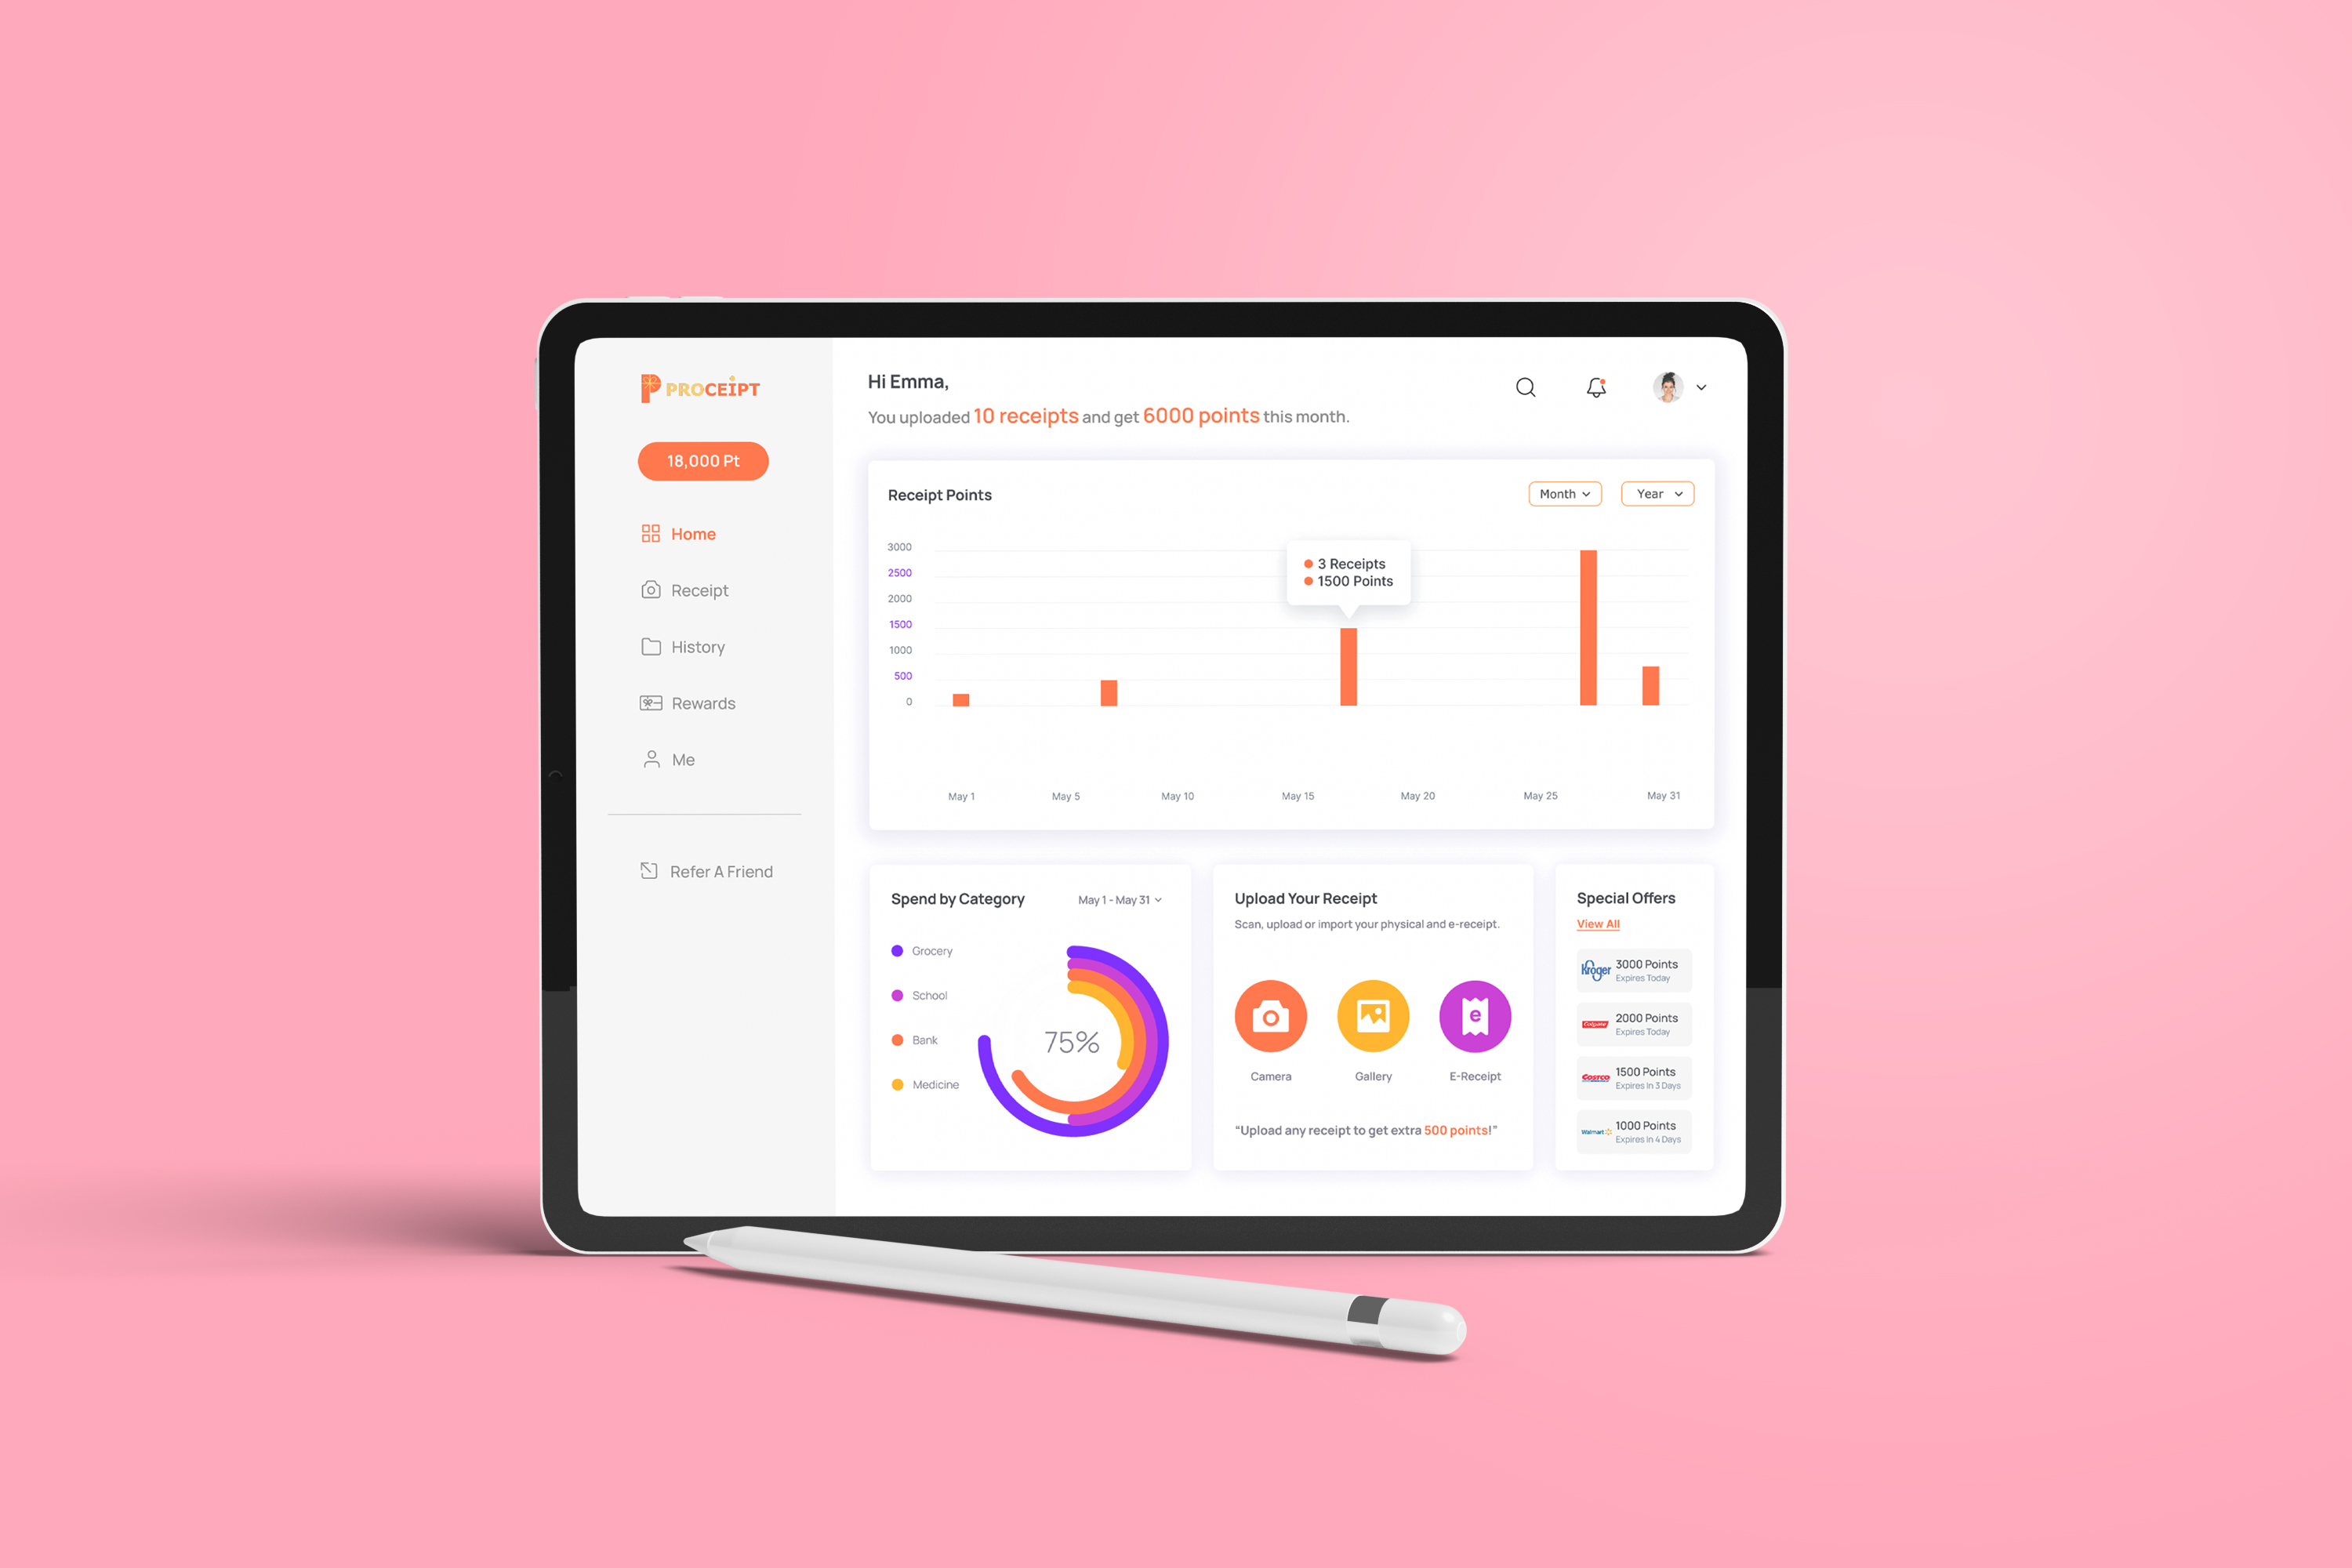 PROCEIPT
18,000 Pt
Home
Receipt
History
Rewards
Me
Refer A Friend
Hi Emma,
You uploaded 10 receipts and get 6000 points this month.
Receipt Points
Month
Year
3000
2500
2000
1500
1000
500
0
3 Receipts
1500 Points
May 1
May 5
May 10
May 15
May 20
May 25
May 31
Spend by Category
May 1 - May 31
Grocery
School
Bank
Medicine
75%
Upload Your Receipt
Scan, upload or import your physical and e-receipt.
e
Camera
Gallery
E-Receipt
“Upload any receipt to get extra 500 points!”
Special Offers
View All
Kroger
3000 Points
Expires Today
Colgate
2000 Points
Expires Today
Costco
1500 Points
Expires In 3 Days
Walmart
1000 Points
Expires In 4 Days